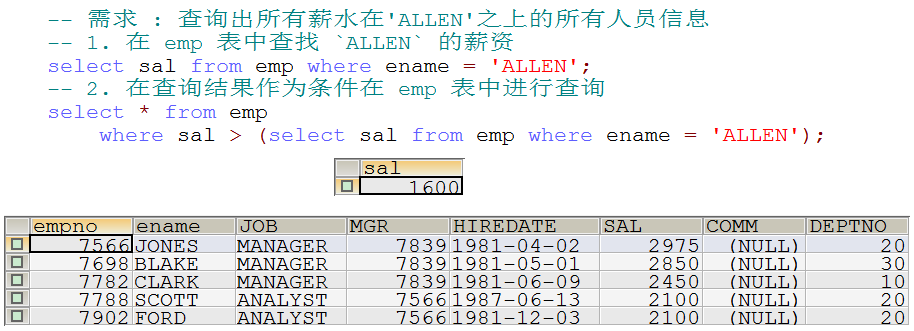 -- 需求 : 查询出所有薪水在'ALLEN'之上的所有人员信息
-- 1. 在 emp 表中查找 `ALLEN` 的薪资
select sal from emp where ename = 'ALLEN';
-- 2. 在查询结果作为条件在 emp 表中进行查询
select * from emp
where sal > (select sal from emp where ename = 'ALLEN');
sal
1600
empno ename JOB MGR HIREDATE SAL COMM DEPTNO
7566 JONES MANAGER 7839 1981-04-02 2975 (NULL) 20
7698 BLAKE MANAGER 7839 1981-05-01 2850 (NULL) 30
7782 CLARK MANAGER 7839 1981-06-09 2450 (NULL) 10
7788 SCOTT ANALYST 7566 1987-06-13 2100 (NULL) 20
7902 FORD ANALYST 7566 1981-12-03 2100 (NULL) 20